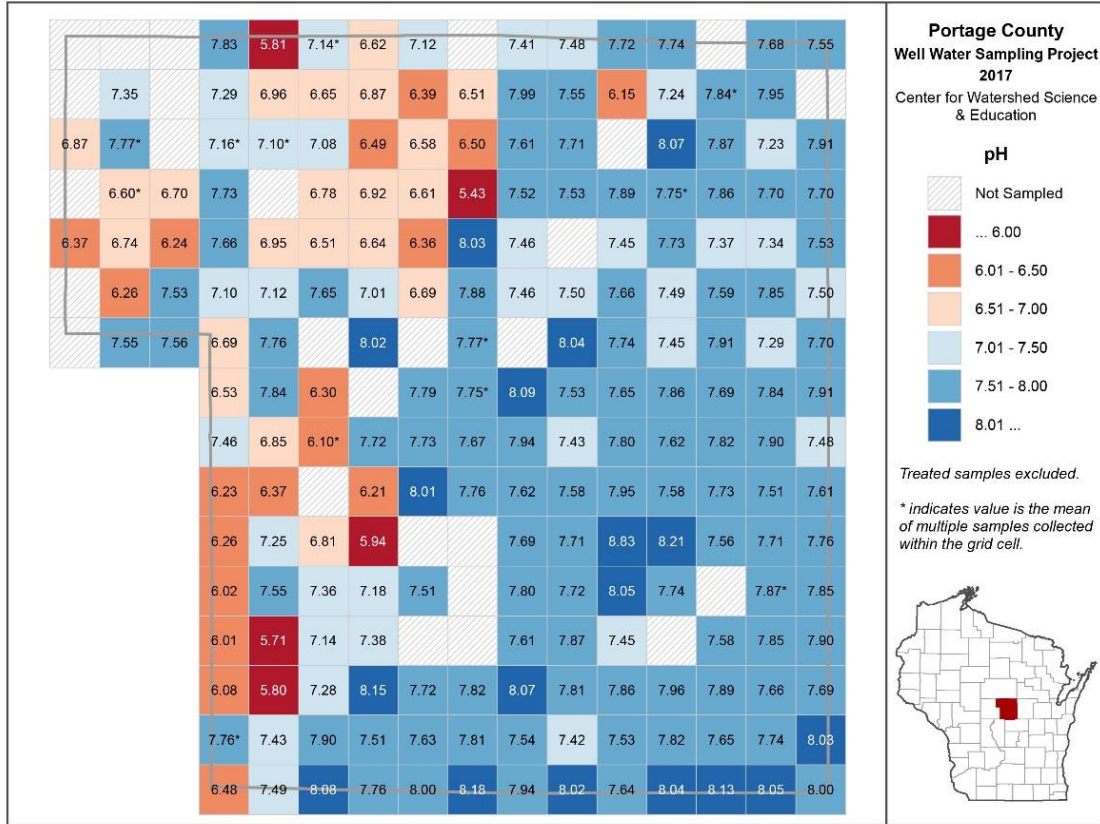 7.83 5.81 7.14* 6.62 7.12 7.41 7.48 7.72 7.74 7.68 7.55
7.35 7.29 6.96 6.65 6.87 6.39 6.51 7.99 7.55 6.15 7.24 7.84* 7.95
6.87 7.77* 7.16* 7.10* 7.08 6.49 6.58 6.50 7.61 7.71 8.07 7.87 7.23 7.91
6.60* 6.70 7.73 6.78 6.92 6.61 5.43 7.52 7.53 7.89 7.75* 7.86 7.70 7.70
6.37 6.74 6.24 7.66 6.95 6.51 6.64 6.36 8.03 7.46 7.45 7.73 7.37 7.34 7.53
6.26 7.53 7.10 7.12 7.65 7.01 6.69 7.88 7.46 7.50 7.66 7.49 7.59 7.85 7.50
7.55 7.56 6.69 7.76 8.02 7.77* 8.04 7.74 7.45 7.91 7.29 7.70
6.53 7.84 6.30 7.79 7.75* 8.09 7.53 7.65 7.86 7.69 7.84 7.91
7.46 6.85 6.10* 7.72 7.73 7.67 7.94 7.43 7.80 7.62 7.82 7.90 7.48
6.23 6.37 6.21 8.01 7.76 7.62 7.58 7.95 7.58 7.73 7.51 7.61
6.26 7.25 6.81 5.94 7.69 7.71 8.83 8.21 7.56 7.71 7.76
6.02 7.55 7.36 7.18 7.51 7.80 7.72 8.05 7.74 7.87* 7.85
6.01 5.71 7.14 7.38 7.61 7.87 7.45 7.58 7.85 7.90
6.08 5.80 7.28 8.15 7.72 7.82 8.07 7.81 7.86 7.96 7.89 7.66 7.69
7.76* 7.43 7.90 7.51 7.63 7.81 7.54 7.42 7.53 7.82 7.65 7.74 8.03
6.48 7.49 8.08 7.76 8.00 8.18 7.94 8.02 7.64 8.04 8.13 8.05 8.00
Portage County
Well Water Sampling Project
2017
Center for Watershed Science
& Education
pH
Not Sampled
... 6.00
6.01 - 6.50
6.51 - 7.00
7.01 - 7.50
7.51 - 8.00
8.01 ...
Treated samples excluded.
* indicates value is the mean
of multiple samples collected
within the grid cell.